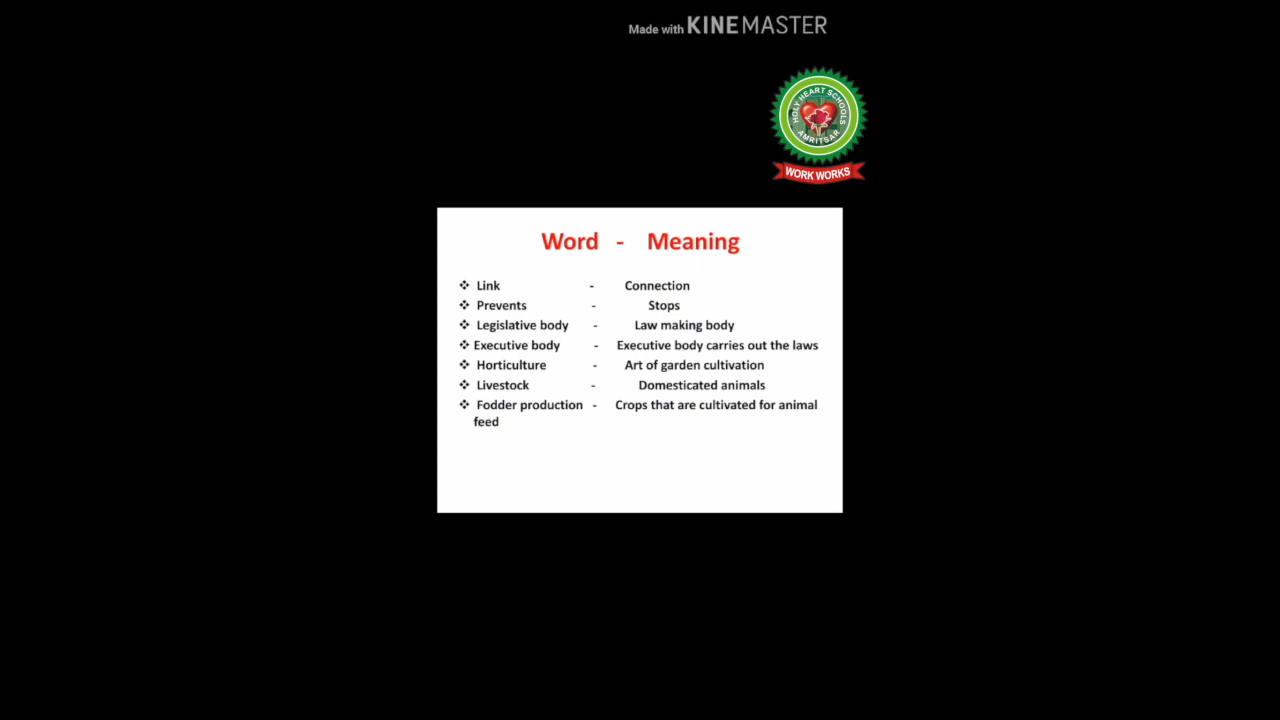 Made with KINEMASTER
HOLY HEART SCHOOLS
AMRITSAR
WORK WORKS
Word - Meaning
❖ Link - Connection
❖ Prevents - Stops
❖ Legislative body - Law making body
❖ Executive body - Executive body carries out the laws
❖ Horticulture - Art of garden cultivation
❖ Livestock - Domesticated animals
❖ Fodder production - Crops that are cultivated for animal
feed